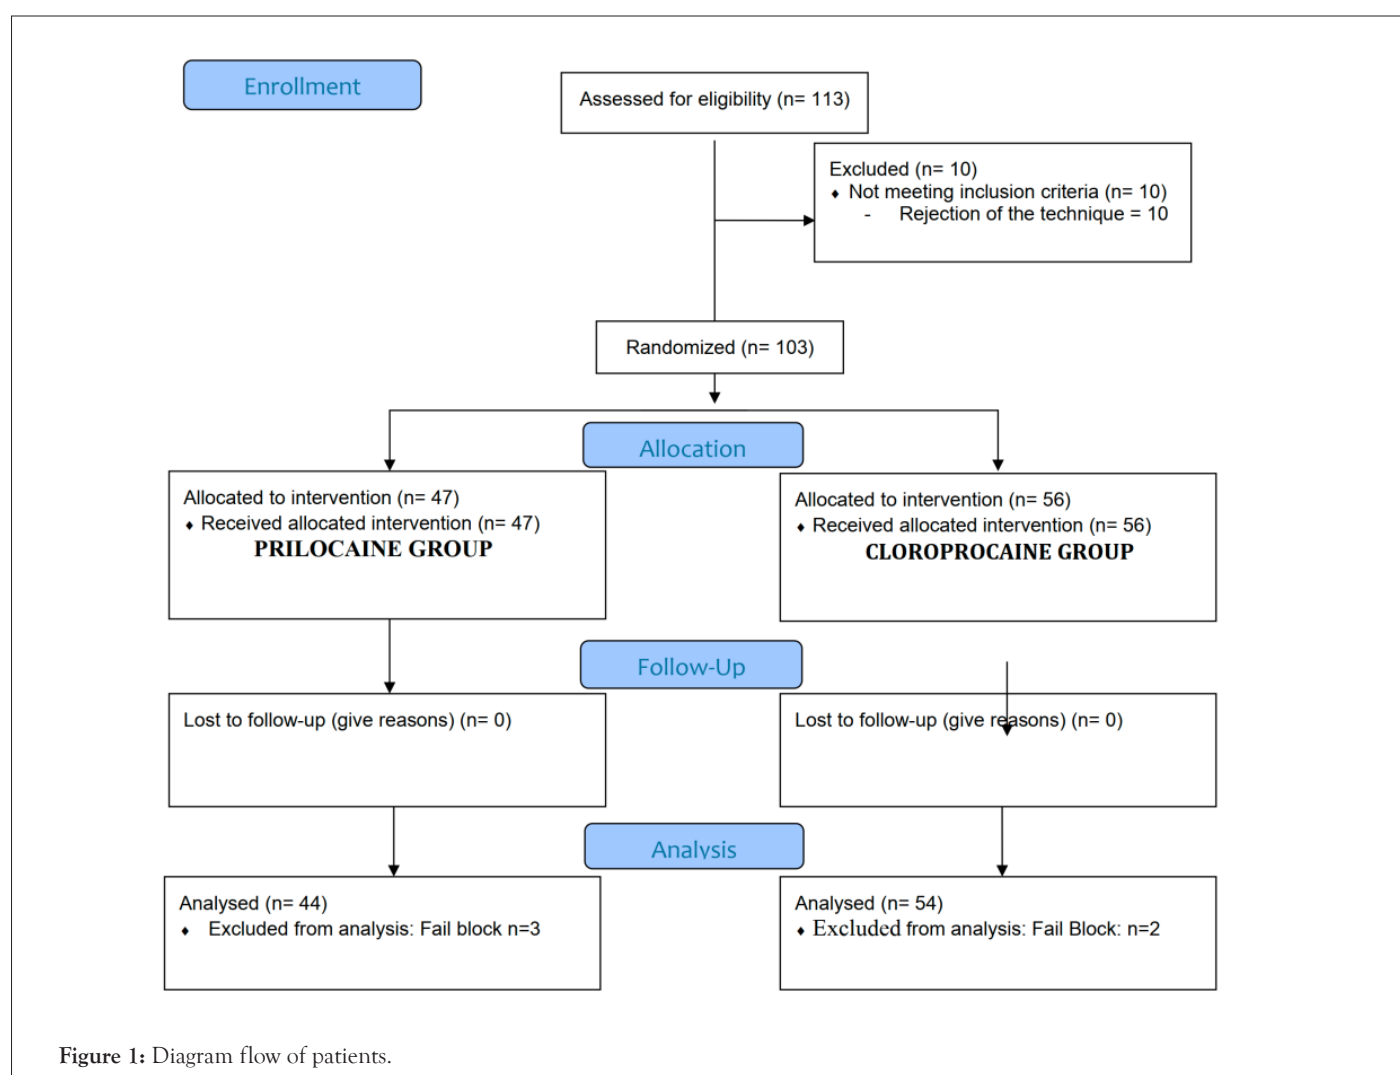 Enrollment
Assessed for eligibility (n= 113)
Excluded (n= 10)
♦ Not meeting inclusion criteria (n= 10)
- Rejection of the technique = 10
Randomized (n= 103)
Allocation
Allocated to intervention (n= 47)
♦ Received allocated intervention (n= 47)
PRILOCAINE GROUP
Allocated to intervention (n= 56)
♦ Received allocated intervention (n= 56)
CLOROPROCAINE GROUP
Follow-Up
Lost to follow-up (give reasons) (n= 0)
Lost to follow-up (give reasons) (n= 0)
Analysis
Analysed (n= 44)
♦ Excluded from analysis: Fail block n=3
Analysed (n= 54)
♦ Excluded from analysis: Fail Block: n=2
Figure 1: Diagram flow of patients.